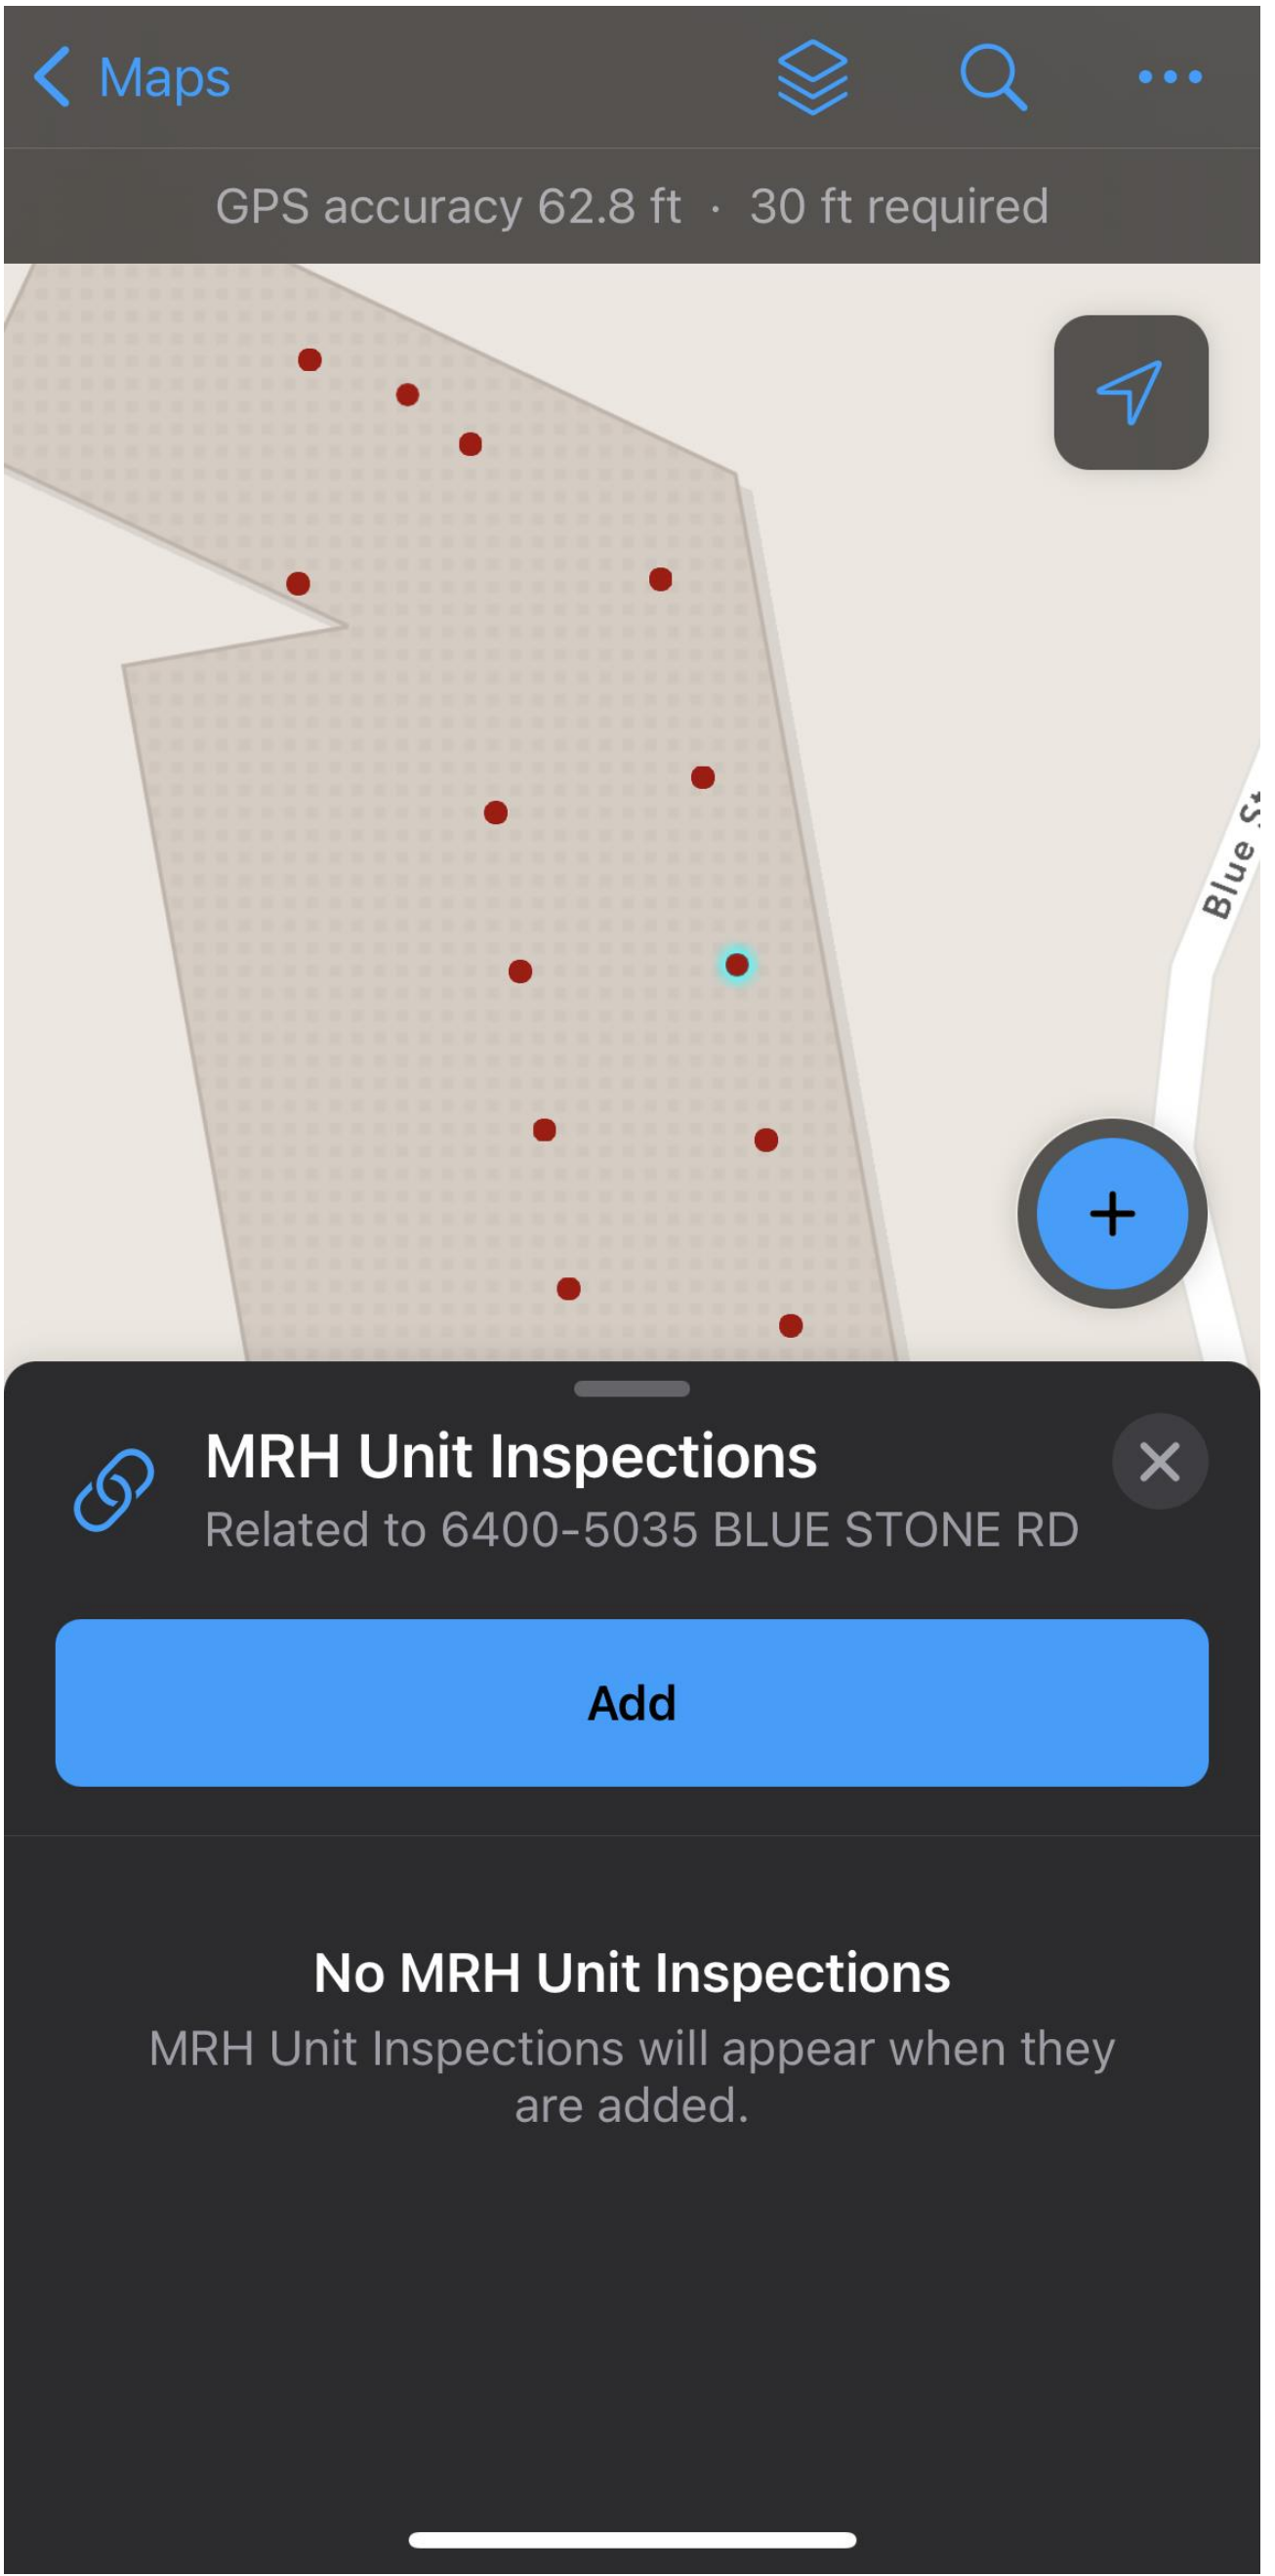 Maps
GPS accuracy 62.8 ft · 30 ft required
Blue
MRH Unit Inspections
Related to 6400-5035 BLUE STONE RD
Add
No MRH Unit Inspections
MRH Unit Inspections will appear when they
are added.